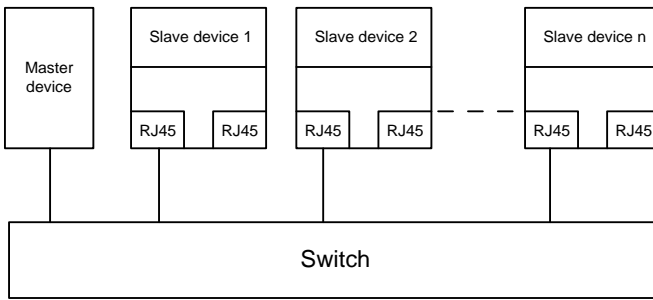 Master
device
Slave device 1
Slave device 2
Slave device n
RJ45
RJ45
RJ45
RJ45
RJ45
RJ45
Switch